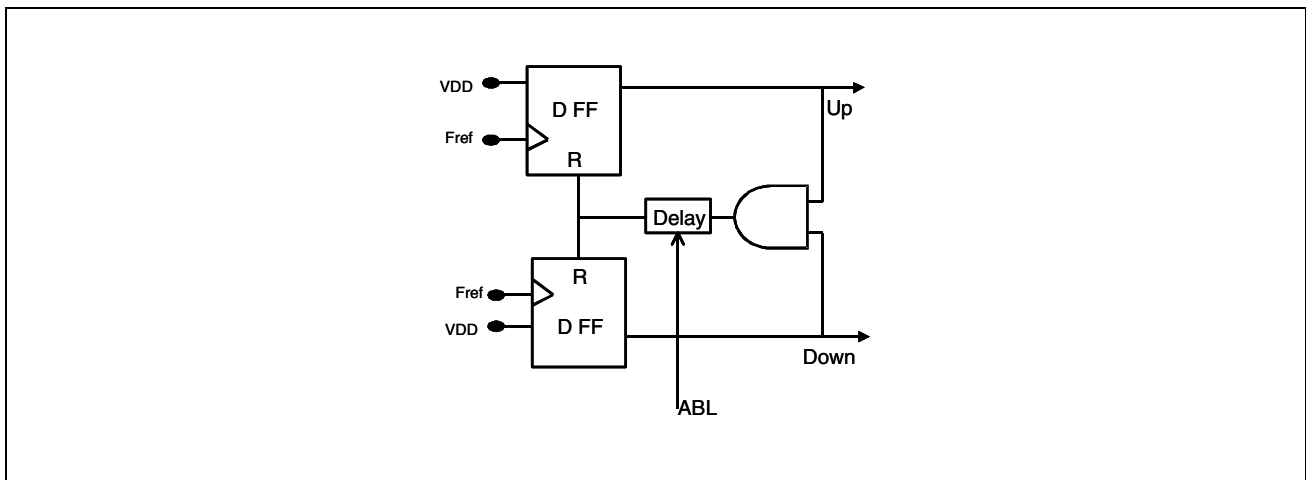 VDD
D FF
Up
Fref
R
Delay
R
Fref
D FF
VDD
Down
ABL